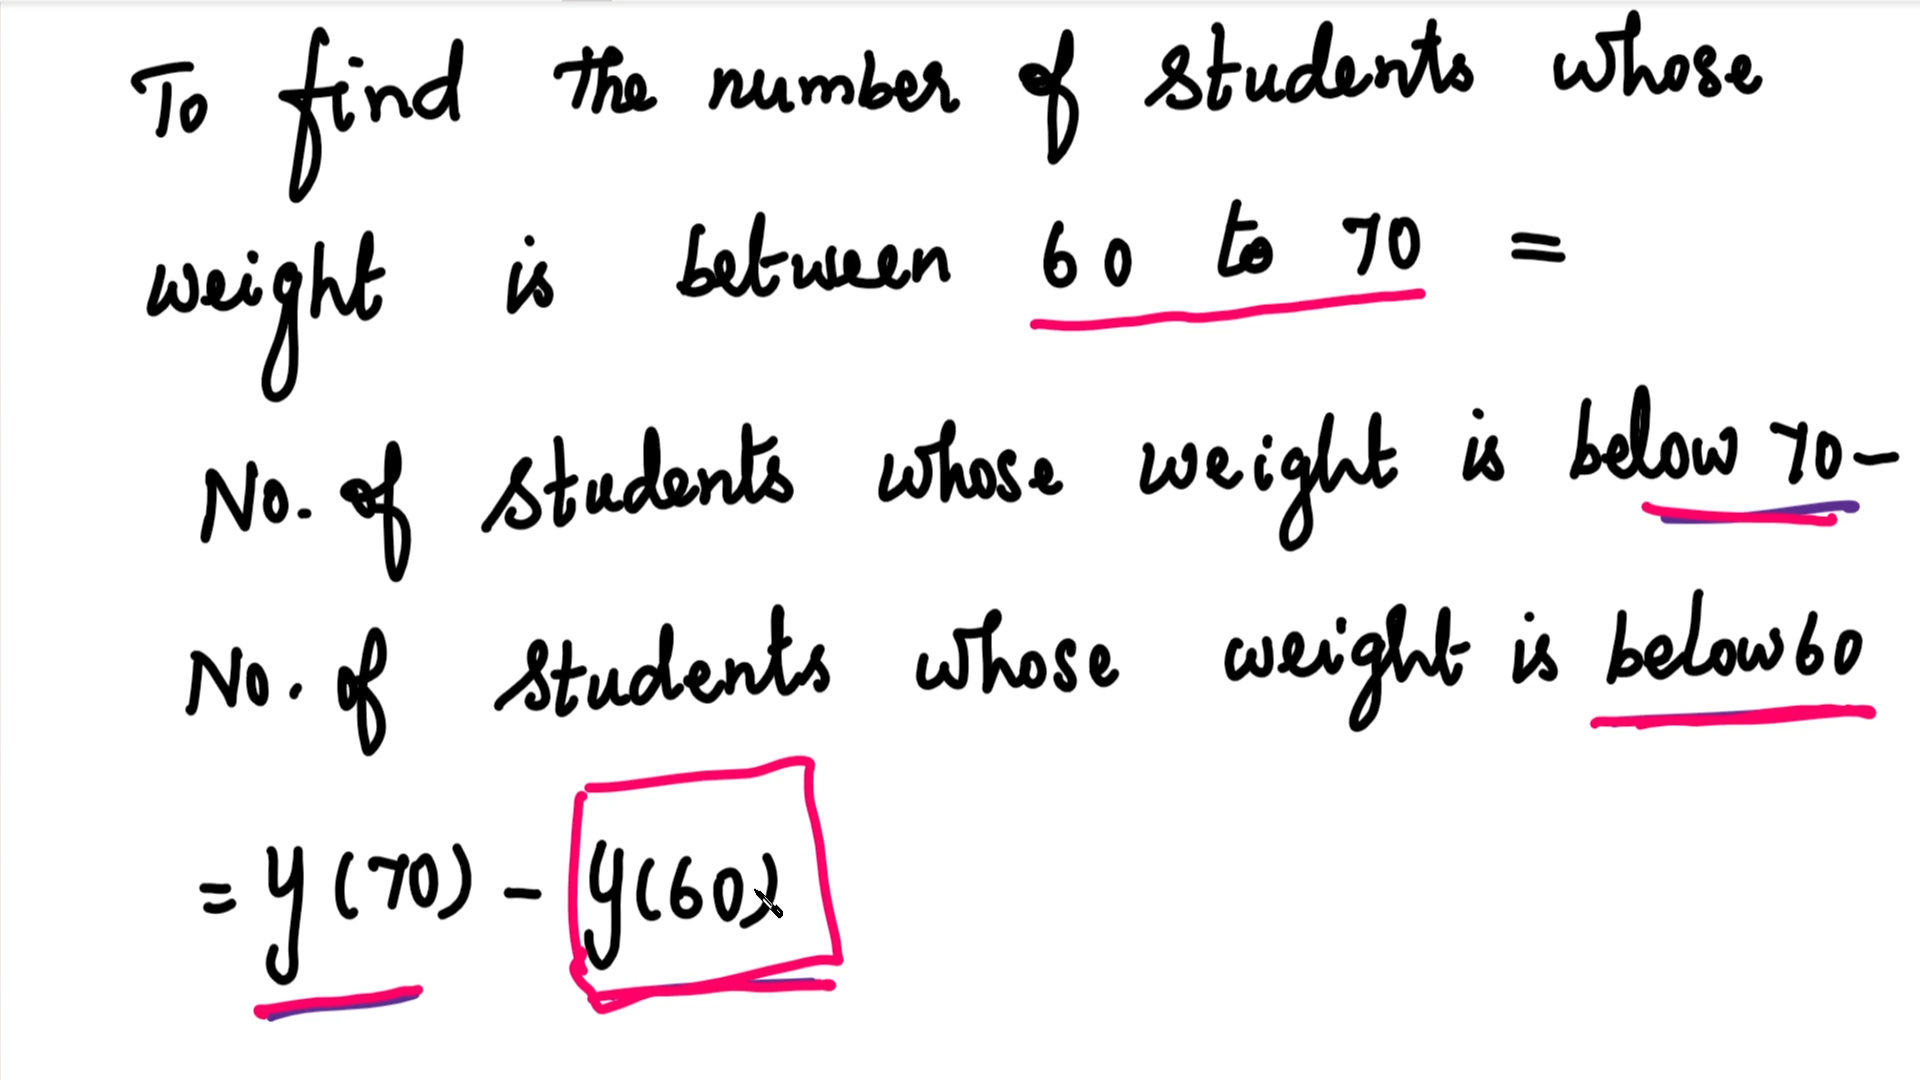 To find the number of students whose
weight is between 60 to 70 =
No. of students whose weight is below 70 -
No. of students whose weight is below 60
= y(70) - y(60)